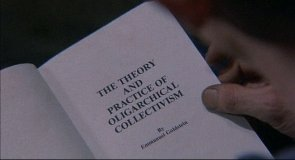 THE THEORY
AND
PRACTICE OF
OLIGARCHICAL
COLLECTIVISM
By
Emmanuel Goldstein